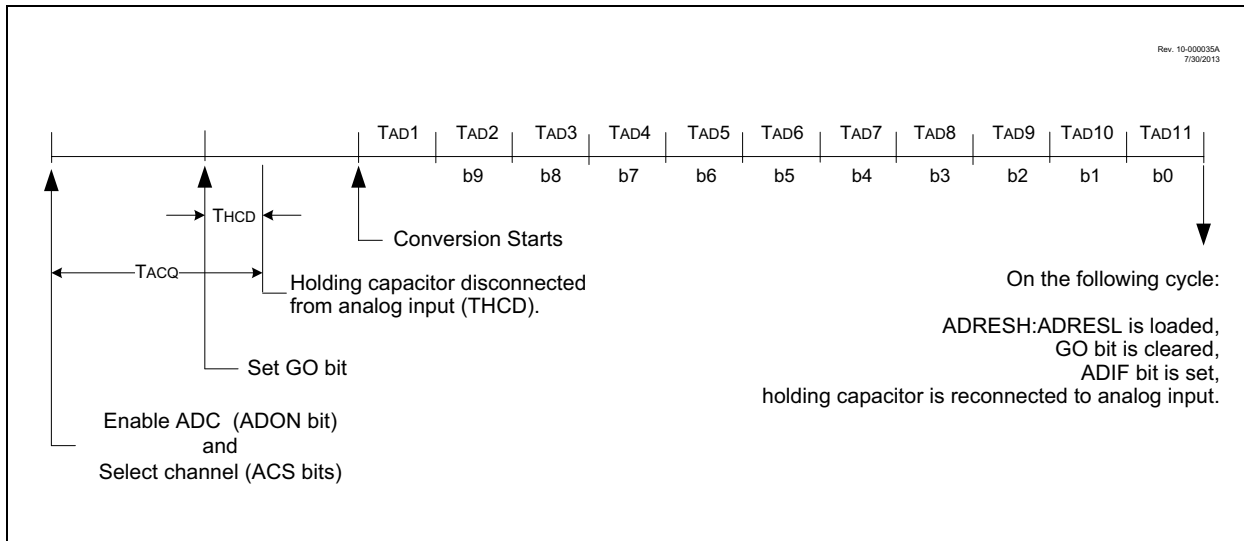 Rev. 10-000035A
7/30/2013
TAD1 TAD2 TAD3 TAD4 TAD5 TAD6 TAD7 TAD8 TAD9 TAD10 TAD11
b9 b8 b7 b6 b5 b4 b3 b2 b1 b0
THCD
Conversion Starts
TACQ
Holding capacitor disconnected
from analog input (THCD).
Set GO bit
Enable ADC (ADON bit)
and
Select channel (ACS bits)
On the following cycle:
ADRESH:ADRESL is loaded,
GO bit is cleared,
ADIF bit is set,
holding capacitor is reconnected to analog input.